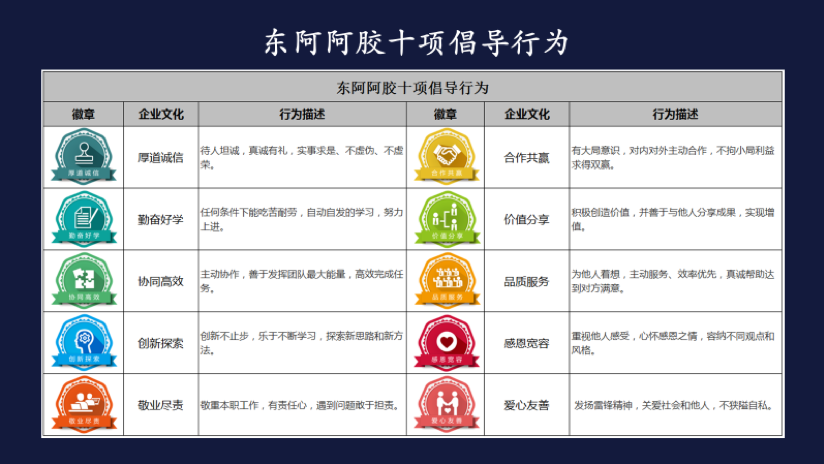 东阿阿胶十项倡导行为
东阿阿胶十项倡导行为
徽章 企业文化 行为描述 徽章 企业文化 行为描述
厚道诚信
厚道诚信
待人坦诚，真诚有礼，实事求是、不虚伪、不虚
荣。
合作共赢
合作共赢
有大局意识，对内对外主动合作，不拘小局利益
求得双赢。
勤奋好学
勤奋好学
任何条件下能吃苦耐劳，自动自发的学习，努力
上进。
价值分享
价值分享
积极创造价值，并善于与他人分享成果，实现增
值。
协同高效
协同高效
主动协作，善于发挥团队最大能量，高效完成任
务。
品质服务
品质服务
为他人着想，主动服务、效率优先，真诚帮助达
到对方满意。
创新探索
创新探索
创新不止步，乐于不断学习，探索新思路和新方
法。
感恩宽容
感恩宽容
重视他人感受，心怀感恩之情，容纳不同观点和
风格。
敬业尽责
敬业尽责
敬重本职工作，有责任心，遇到问题敢于担责。
爱心友善
爱心友善
发扬雷锋精神，关爱社会和他人，不狭隘自私。